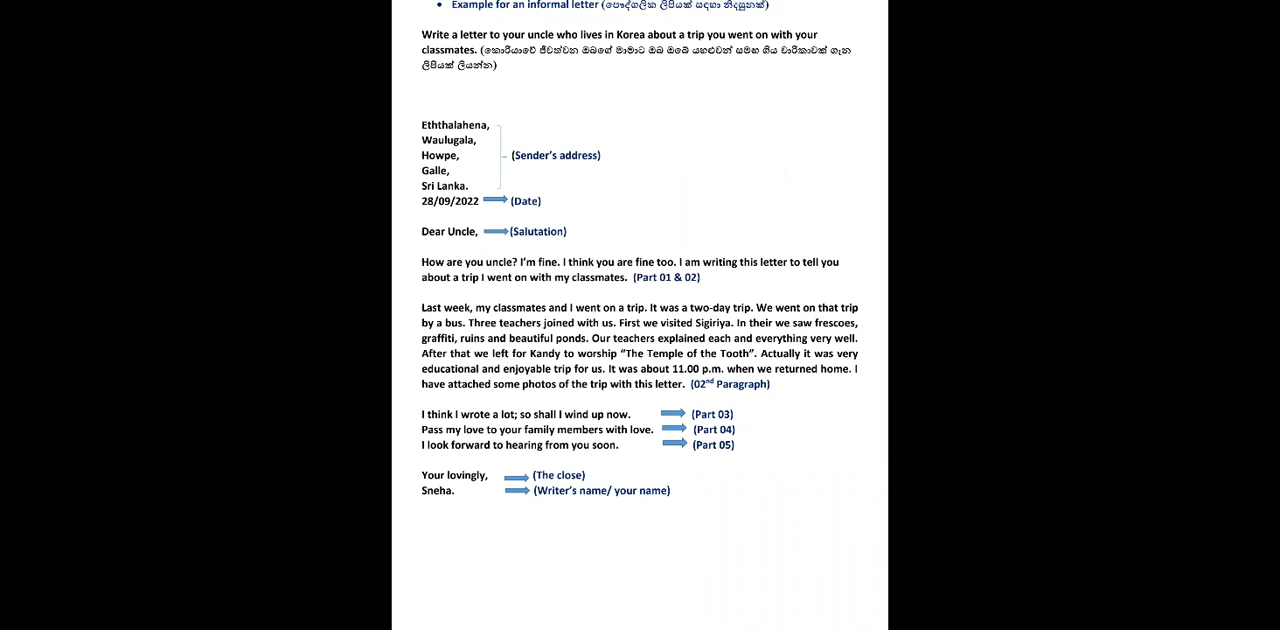 • Example for an informal letter (පෞද්ගලික ලිපියක් සඳහා නිදසුනක්)
Write a letter to your uncle who lives in Korea about a trip you went on with your
classmates. (කොරියාවේ ජීවත්වන ඔබගේ මාමාට ඔබ ඔබේ යහළුවන් සමඟ ගිය චාරිකාවක් ගැන
ලිපියක් ලියන්න)
Eththalahena,
Waulugala,
Howpe,
Galle,
Sri Lanka.
(Sender's address)
28/09/2022 (Date)
Dear Uncle, (Salutation)
How are you uncle? I'm fine. I think you are fine too. I am writing this letter to tell you
about a trip I went on with my classmates. (Part 01 & 02)
Last week, my classmates and I went on a trip. It was a two-day trip. We went on that trip
by a bus. Three teachers joined with us. First we visited Sigiriya. In their we saw frescoes,
graffiti, ruins and beautiful ponds. Our teachers explained each and everything very well.
After that we left for Kandy to worship “The Temple of the Tooth”. Actually it was very
educational and enjoyable trip for us. It was about 11.00 p.m. when we returned home. I
have attached some photos of the trip with this letter. (02nd Paragraph)
I think I wrote a lot; so shall I wind up now. (Part 03)
Pass my love to your family members with love. (Part 04)
I look forward to hearing from you soon. (Part 05)
Your lovingly, (The close)
Sneha. (Writer's name/ your name)